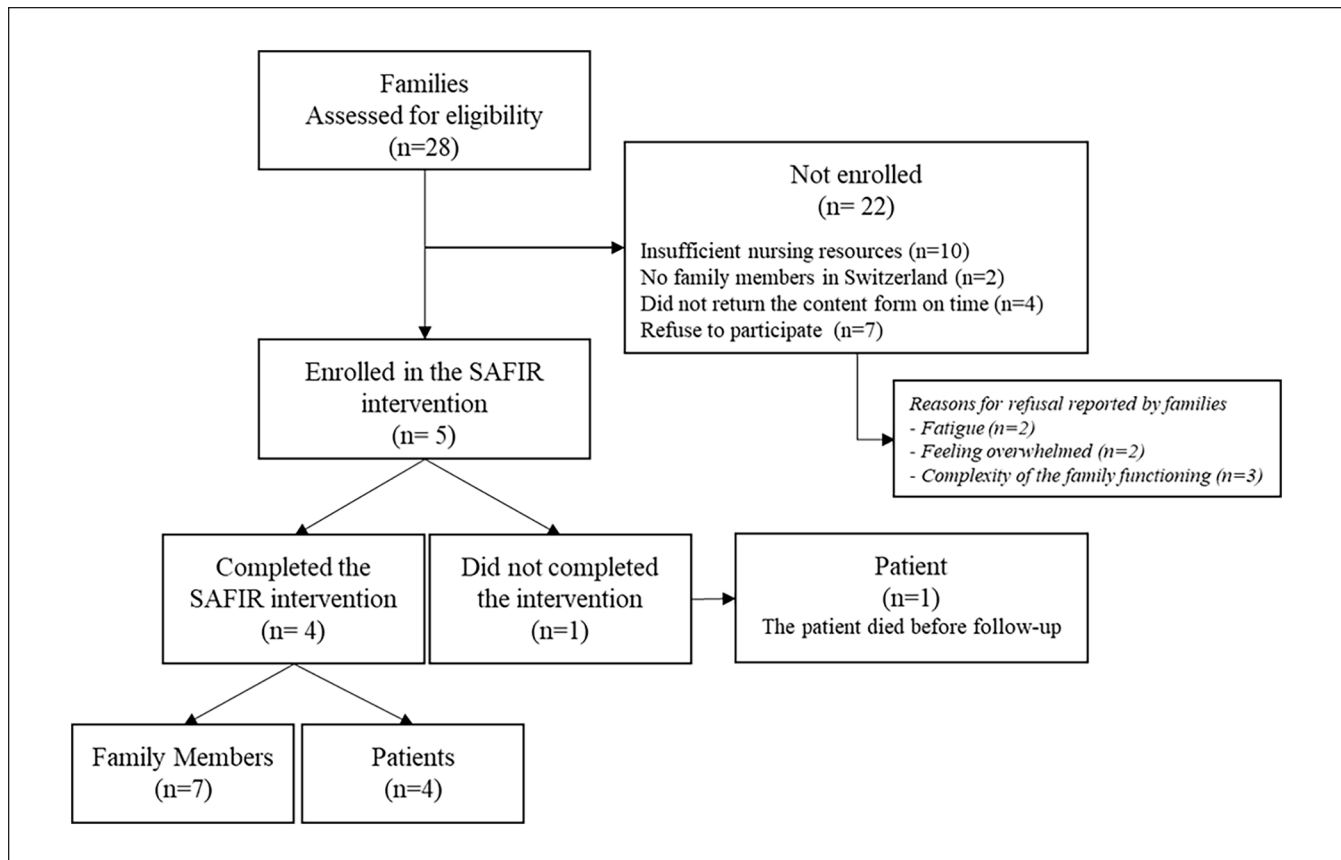 Families
Assessed for eligibility
(n=28)
Not enrolled
(n= 22)
Insufficient nursing resources (n=10)
No family members in Switzerland (n=2)
Did not return the content form on time (n=4)
Refuse to participate (n=7)
Reasons for refusal reported by families
- Fatigue (n=2)
- Feeling overwhelmed (n=2)
- Complexity of the family functioning (n=3)
Enrolled in the SAFIR
intervention
(n= 5)
Completed the
SAFIR intervention
(n= 4)
Did not completed
the intervention
(n=1)
Patient
(n=1)
The patient died before follow-up
Family Members
(n=7)
Patients
(n=4)